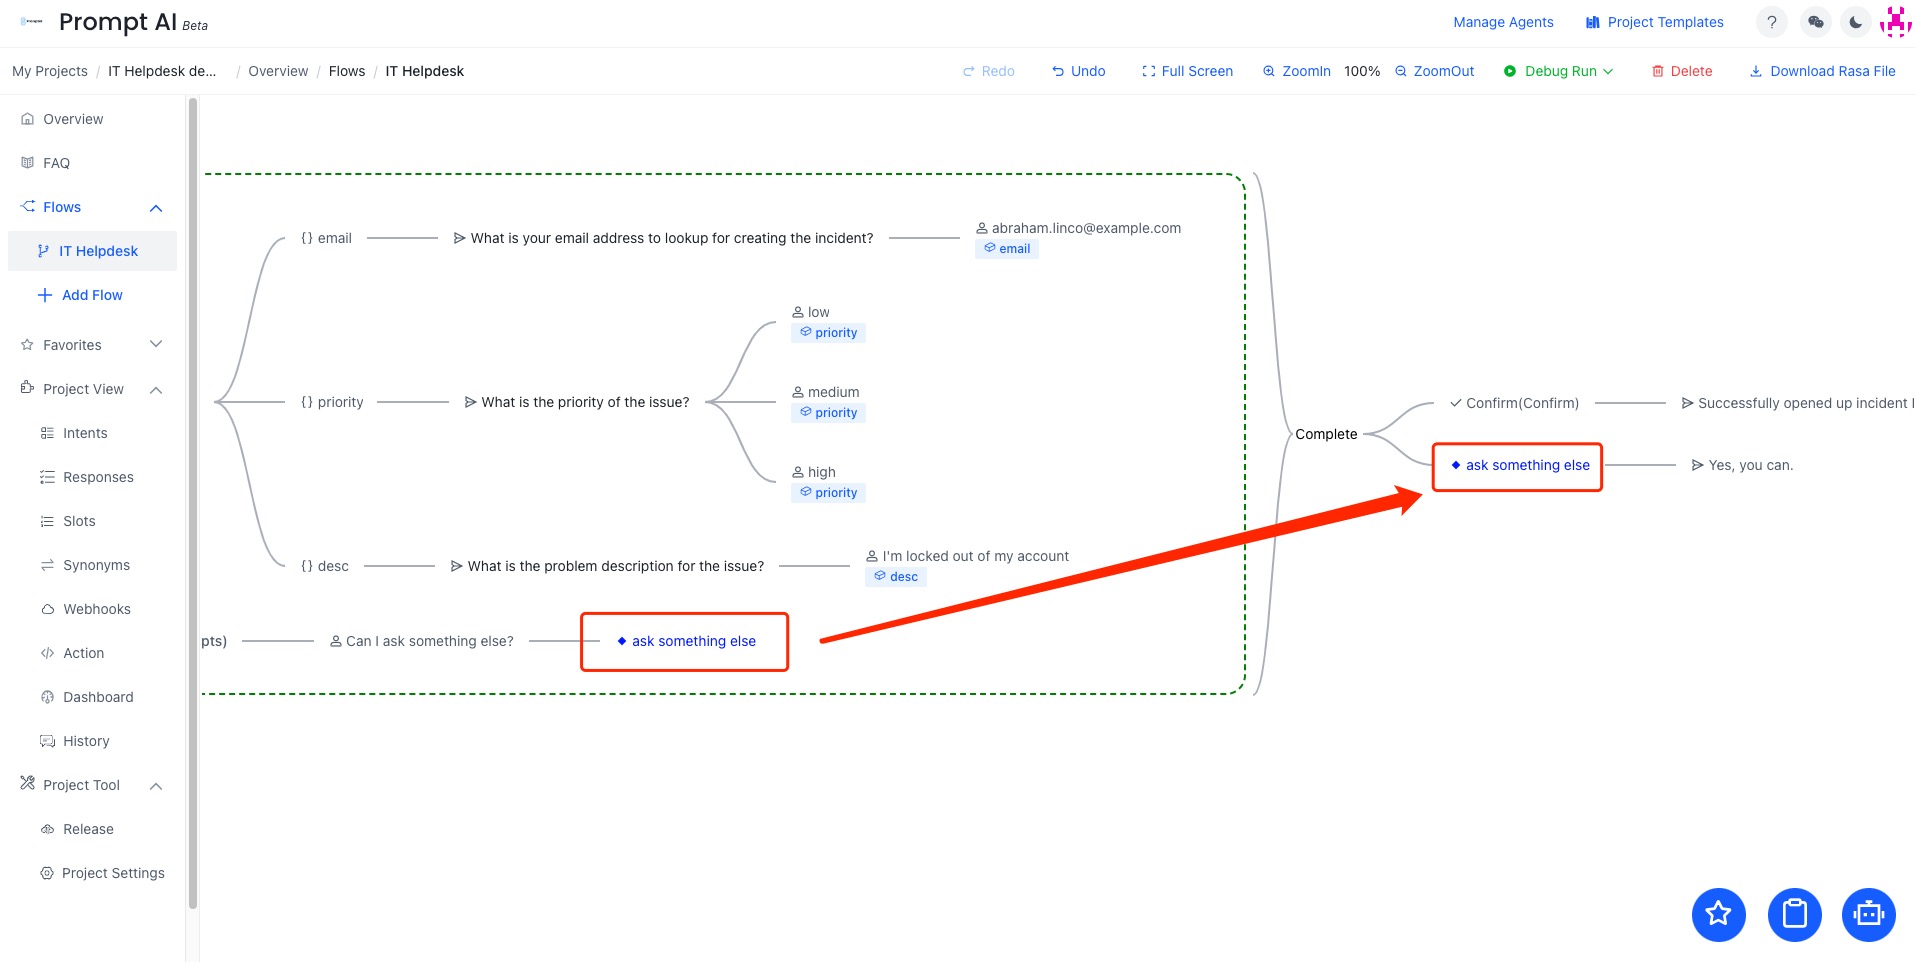 Prompt AI Beta
Manage Agents
Project Templates
?
My Projects / IT Helpdesk de... / Overview / Flows / IT Helpdesk
Redo
Undo
Full Screen
ZoomIn
100%
ZoomOut
Debug Run
Delete
Download Rasa File
Overview
FAQ
Flows
IT Helpdesk
Add Flow
Favorites
Project View
Intents
Responses
Slots
Synonyms
Webhooks
Action
Dashboard
History
Project Tool
Release
Project Settings
{} email
What is your email address to lookup for creating the incident?
abraham.linco@example.com
email
low
priority
{} priority
What is the priority of the issue?
medium
priority
high
priority
{} desc
What is the problem description for the issue?
I'm locked out of my account
desc
pts)
Can I ask something else?
ask something else
Complete
Confirm(Confirm)
Successfully opened up incident
ask something else
Yes, you can.